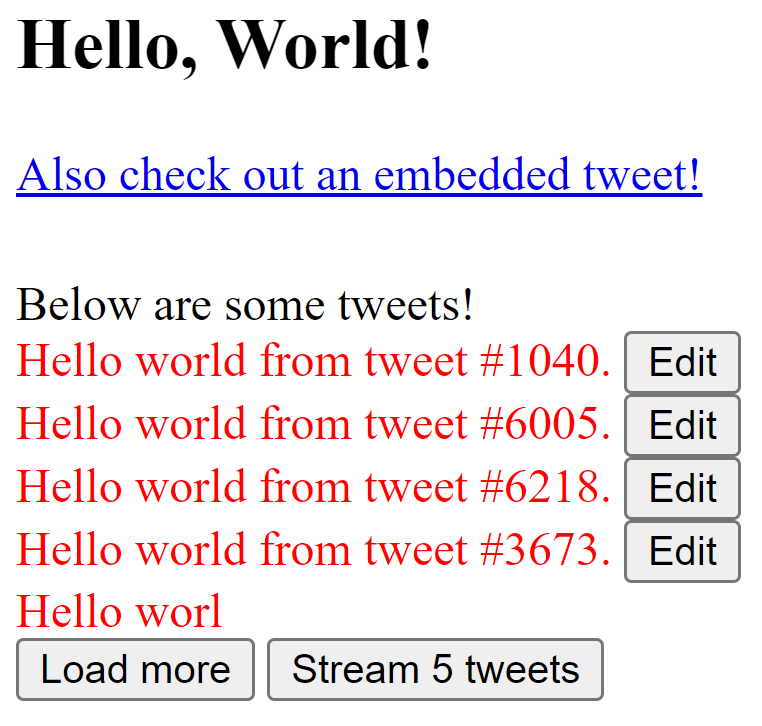 Hello, World!
Also check out an embedded tweet!
Below are some tweets!
Hello world from tweet #1040. Edit
Hello world from tweet #6005. Edit
Hello world from tweet #6218. Edit
Hello world from tweet #3673. Edit
Hello worl
Load more Stream 5 tweets